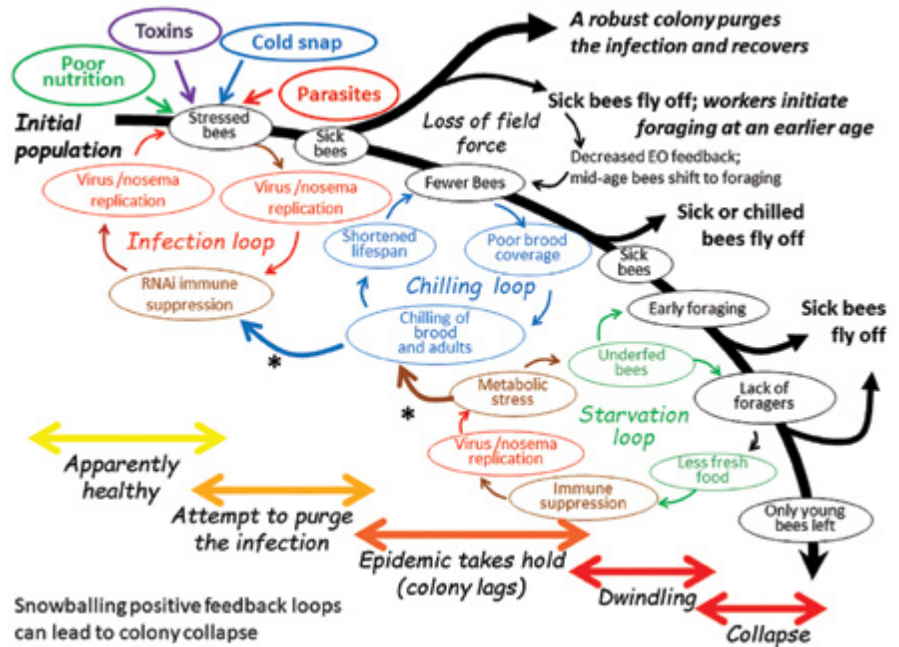 Toxins
Cold snap
Poor
nutrition
Parasites
A robust colony purges
the infection and recovers
Initial
population
Stressed
bees
Sick
bees
Loss of field
force
Sick bees fly off; workers initiate
foraging at an earlier age
Decreased EO feedback;
mid-age bees shift to foraging
Virus/nosema
replication
Virus/nosema
replication
Fewer Bees
Infection loop
Shortened
lifespan
Poor brood
coverage
Sick or chilled
bees fly off
Sick
bees
RNAi immune
suppression
Chilling loop
Chilling of
brood
and adults
Early foraging
Sick bees
fly off
*
Underfed
bees
Metabolic
stress
Lack of
foragers
*
Starvation
loop
Virus/nosema
replication
Less fresh
food
Immune
suppression
Only young
bees left
Apparently
healthy
Attempt to purge
the infection
Epidemic takes hold
(colony lags)
Dwindling
Collapse
Snowballing positive feedback loops
can lead to colony collapse